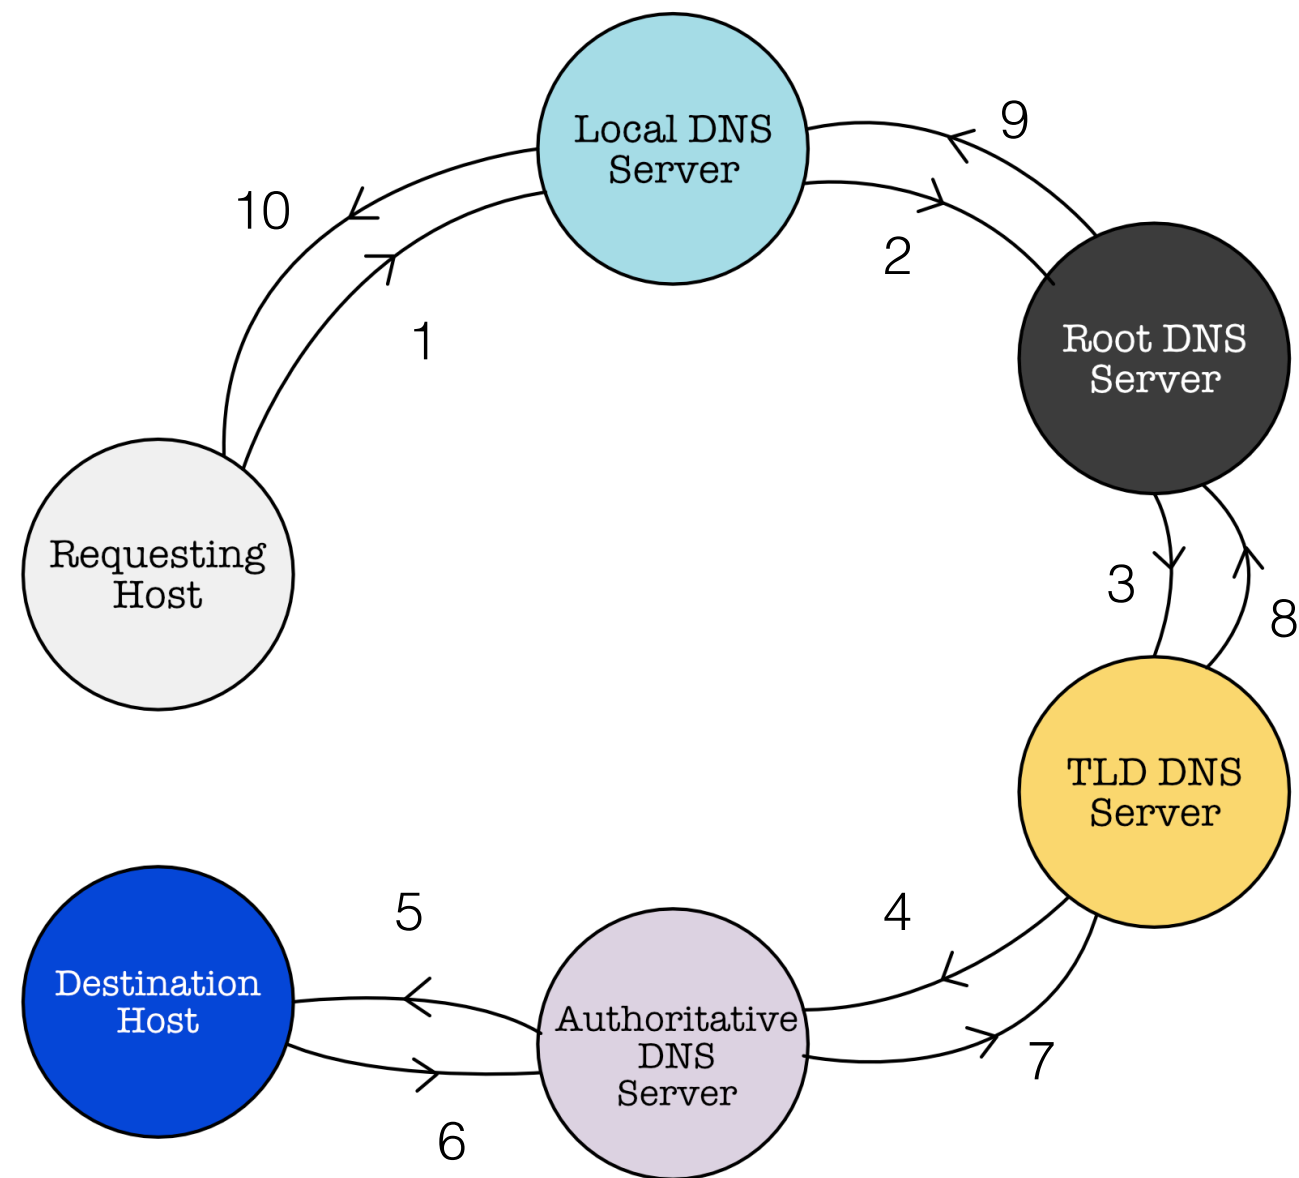 Local DNS
Server
9
10
2
1
Root DNS
Server
Requesting
Host
3
8
TLD DNS
Server
5
4
Destination
Host
Authoritative
DNS
Server
7
6